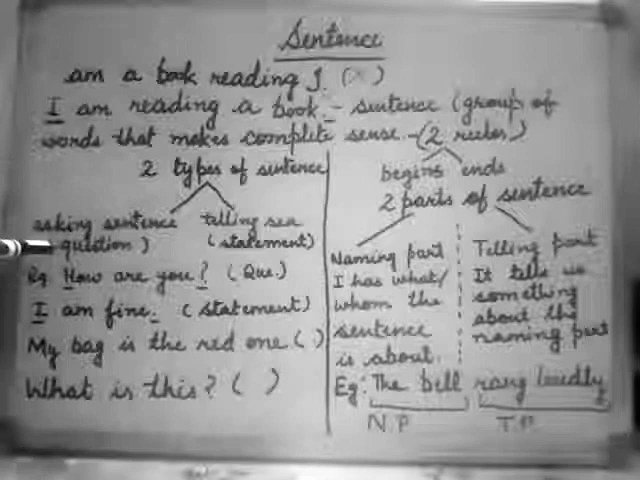 Sentence
am a book reading I. (x)
I am reading a book. - sentence (group of
words that makes complete sense - (2 rules)
begins ends
2 types of sentence
asking sentence telling sen
question) (statement)
Eg. How are you? (Que.)
I am fine. (statement)
My bag is the red one ( )
What is this? ( )
2 parts of sentence
Naming part
I has what/
whom the
sentence
is about.
Telling part
It tells us
something
about the
naming part
Eg: The bell rang loudly
N.P T.P